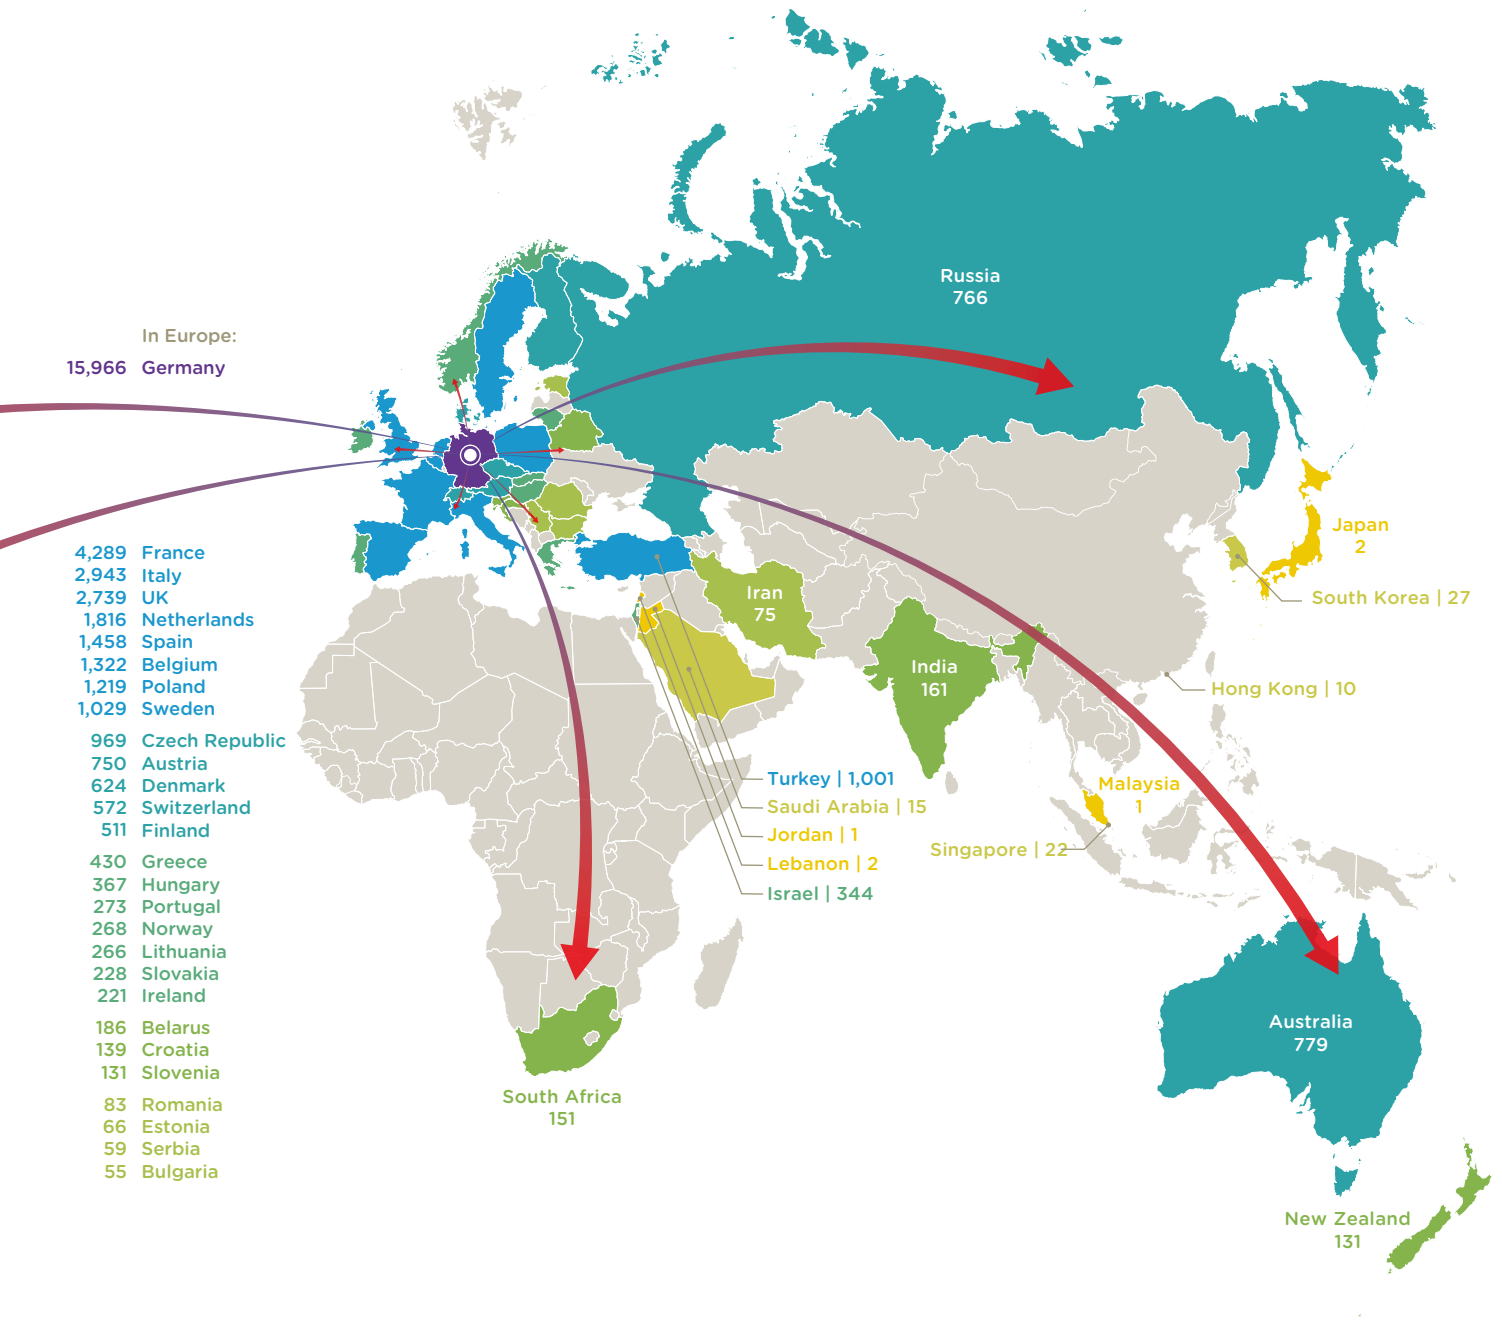 In Europe:
15,966 Germany
4,289 France
2,943 Italy
2,739 UK
1,816 Netherlands
1,458 Spain
1,322 Belgium
1,219 Poland
1,029 Sweden
969 Czech Republic
750 Austria
624 Denmark
572 Switzerland
511 Finland
430 Greece
367 Hungary
273 Portugal
268 Norway
266 Lithuania
228 Slovakia
221 Ireland
186 Belarus
139 Croatia
131 Slovenia
83 Romania
66 Estonia
59 Serbia
55 Bulgaria
Russia
766
Japan
2
South Korea | 27
Iran
75
India
161
Hong Kong | 10
Turkey | 1,001
Saudi Arabia | 15
Jordan | 1
Lebanon | 2
Israel | 344
Malaysia
1
Singapore | 22
Australia
779
South Africa
151
New Zealand
131